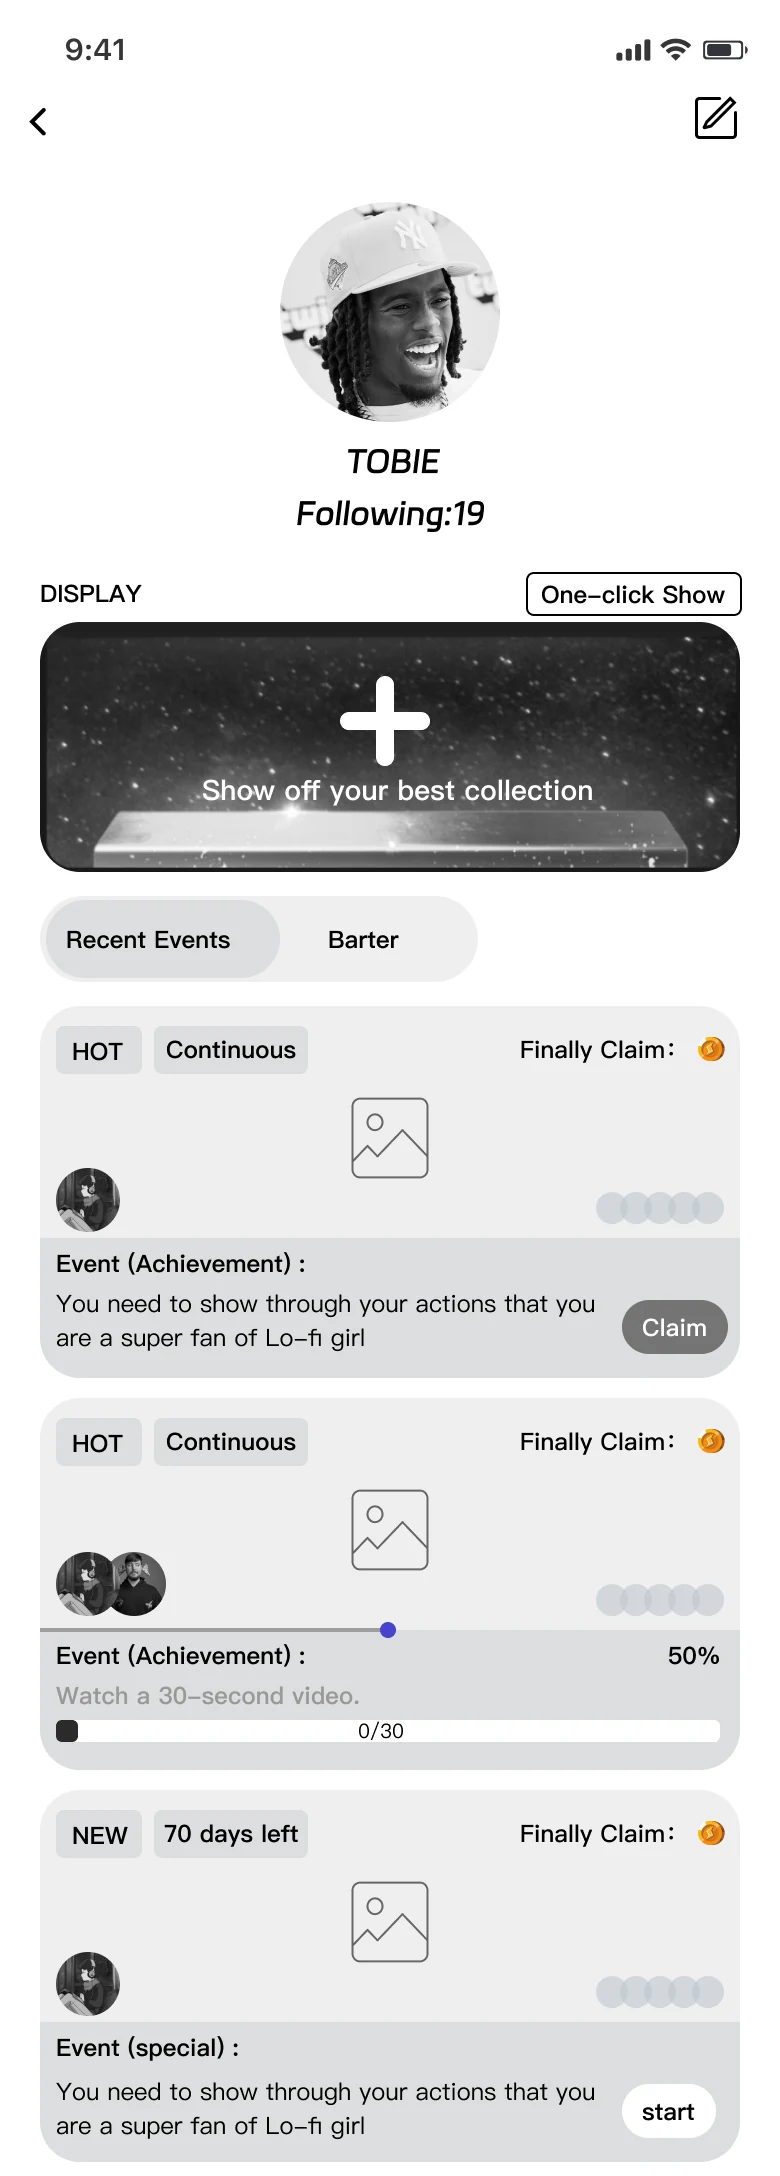 9:41
NY
TOBIE
Following:19
DISPLAY
One-click Show
Show off your best collection
Recent Events
Barter
HOT
Continuous
Finally Claim：
Event (Achievement) :
You need to show through your actions that you
are a super fan of Lo-fi girl
Claim
HOT
Continuous
Finally Claim：
Event (Achievement) :
50%
Watch a 30-second video.
0/30
NEW
70 days left
Finally Claim：
Event (special) :
You need to show through your actions that you
are a super fan of Lo-fi girl
start